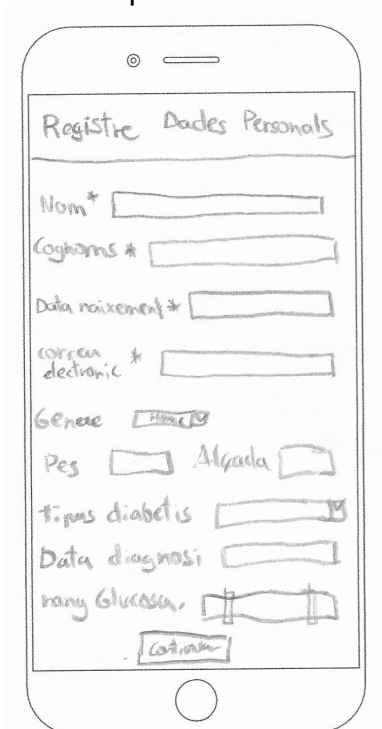 Registre Dades Personals
Nom*
Cognoms *
Data naixement *
correu electronic *
Genere Home
Pes Alçada
tipus diabetis
Data diagnosi
rang Glucosa.
Continuar